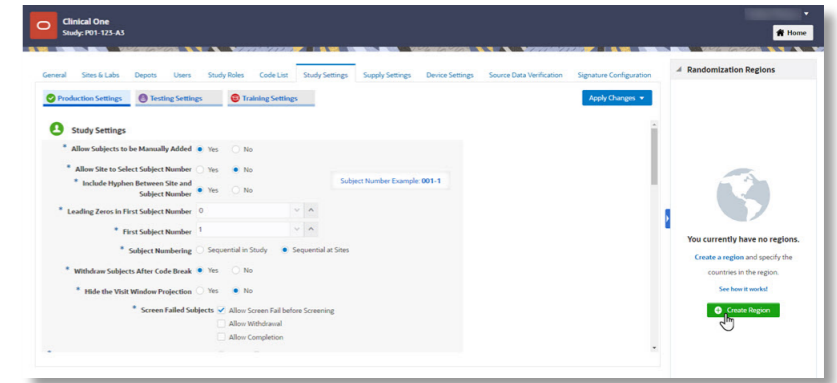 Clinical One
Study: P01-123-A3
Home
General Sites & Labs Depots Users Study Roles Code List Study Settings Supply Settings Device Settings Source Data Verification Signature Configuration
Randomization Regions
Production Settings Testing Settings Training Settings
Apply Changes
Study Settings
* Allow Subjects to be Manually Added Yes No
* Allow Site to Select Subject Number Yes No
* Include Hyphen Between Site and
Subject Number Yes No
Subject Number Example: 001-1
* Leading Zeros in First Subject Number 0
* First Subject Number 1
* Subject Numbering Sequential in Study Sequential at Sites
* Withdraw Subjects After Code Break Yes No
* Hide the Visit Window Projection Yes No
* Screen Failed Subjects Allow Screen Fail before Screening
Allow Withdrawal
Allow Completion
You currently have no regions.
Create a region and specify the
countries in the region.
See how it works!
Create Region